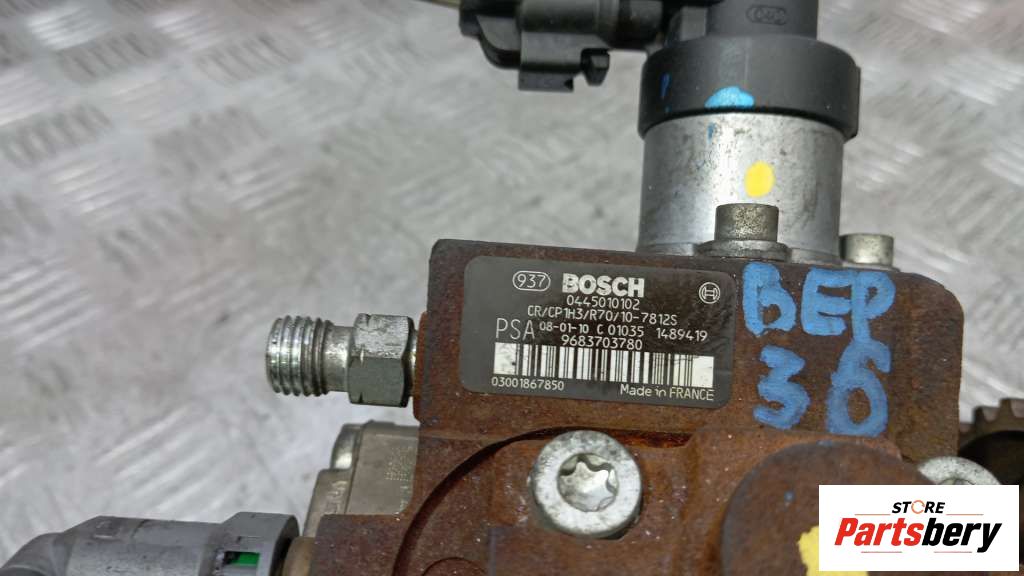 937 BOSCH
0445010102
CR/CP1H3/R70/10-7812S
PSA 08-01-10 C 01035 1489419
9683703780
03001867850 Made in FRANCE
BEP
36
STORE
Partsbery